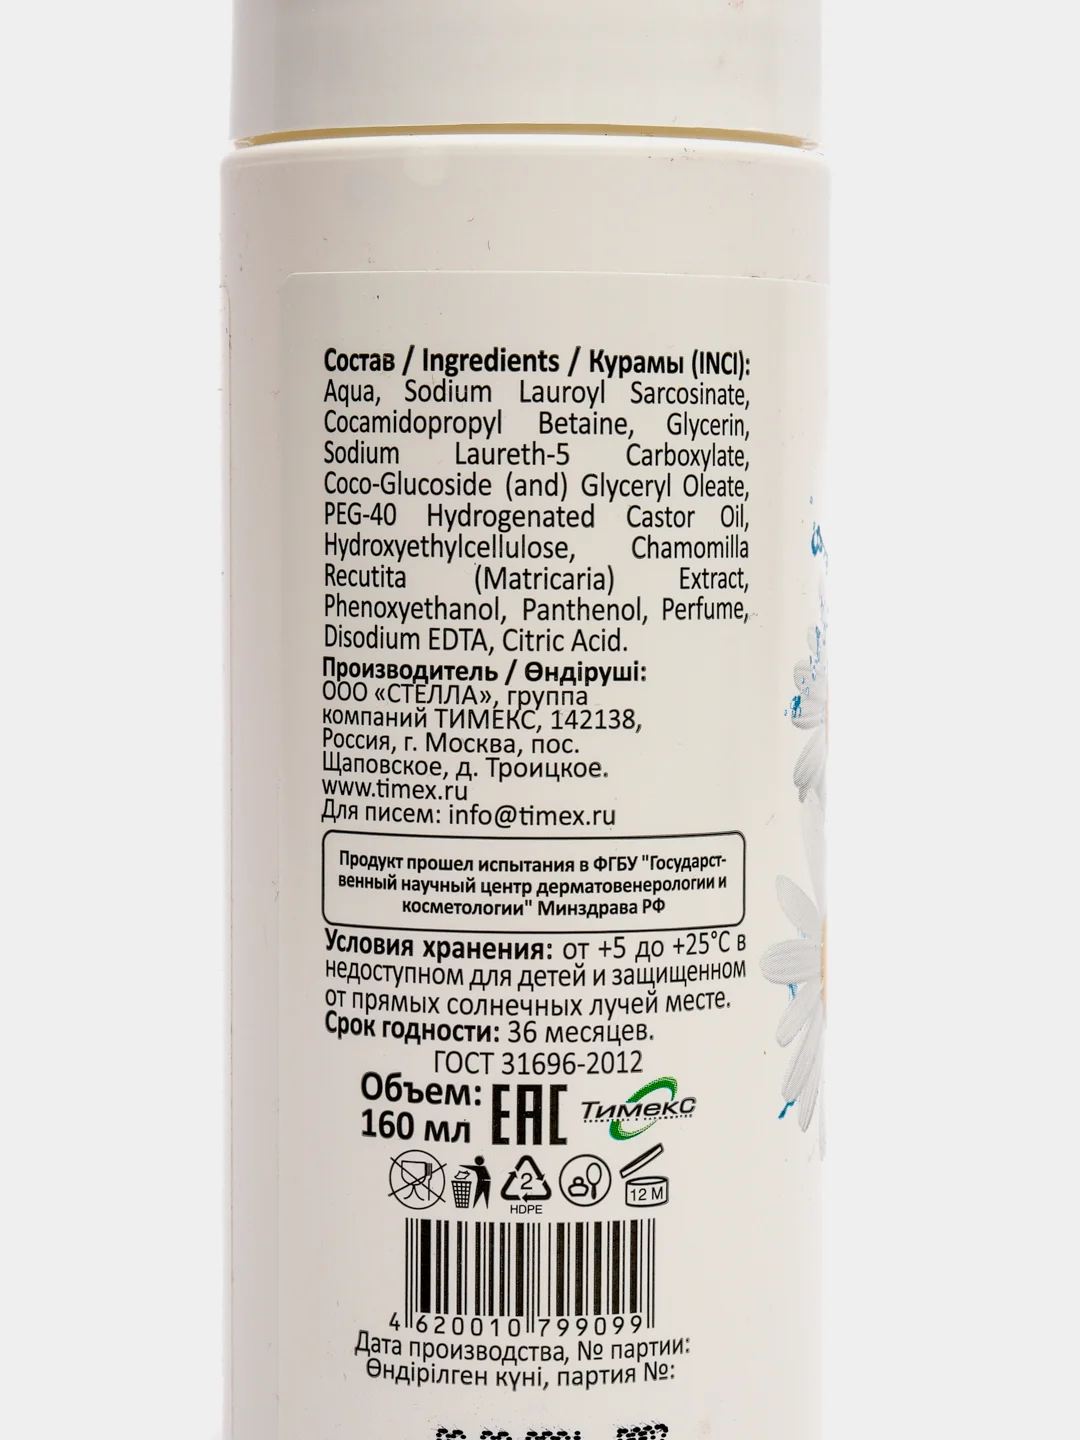 Состав / Ingredients / Курамы (INCI):
Aqua, Sodium Lauroyl Sarcosinate,
Cocamidopropyl Betaine, Glycerin,
Sodium Laureth-5 Carboxylate,
Coco-Glucoside (and) Glyceryl Oleate,
PEG-40 Hydrogenated Castor Oil,
Hydroxyethylcellulose, Chamomilla
Recutita (Matricaria) Extract,
Phenoxyethanol, Panthenol, Perfume,
Disodium EDTA, Citric Acid.
Производитель / Өндіруші:
ООО «СТЕЛЛА», группа
компаний ТИМЕКС, 142138,
Россия, г. Москва, пос.
Щаповское, д. Троицкое.
www.timex.ru
Для писем: info@timex.ru
Продукт прошел испытания в ФГБУ "Государст-
венный научный центр дерматовенерологии и
косметологии" Минздрава РФ
Условия хранения: от +5 до +25°С в
недоступном для детей и защищенном
от прямых солнечных лучей месте.
Срок годности: 36 месяцев.
ГОСТ 31696-2012
Объем:
160 мл
EAC
Тимекс
2
HDPE
12 M
4 620010 799099
Дата производства, № партии:
Өндірілген күні, партия №: